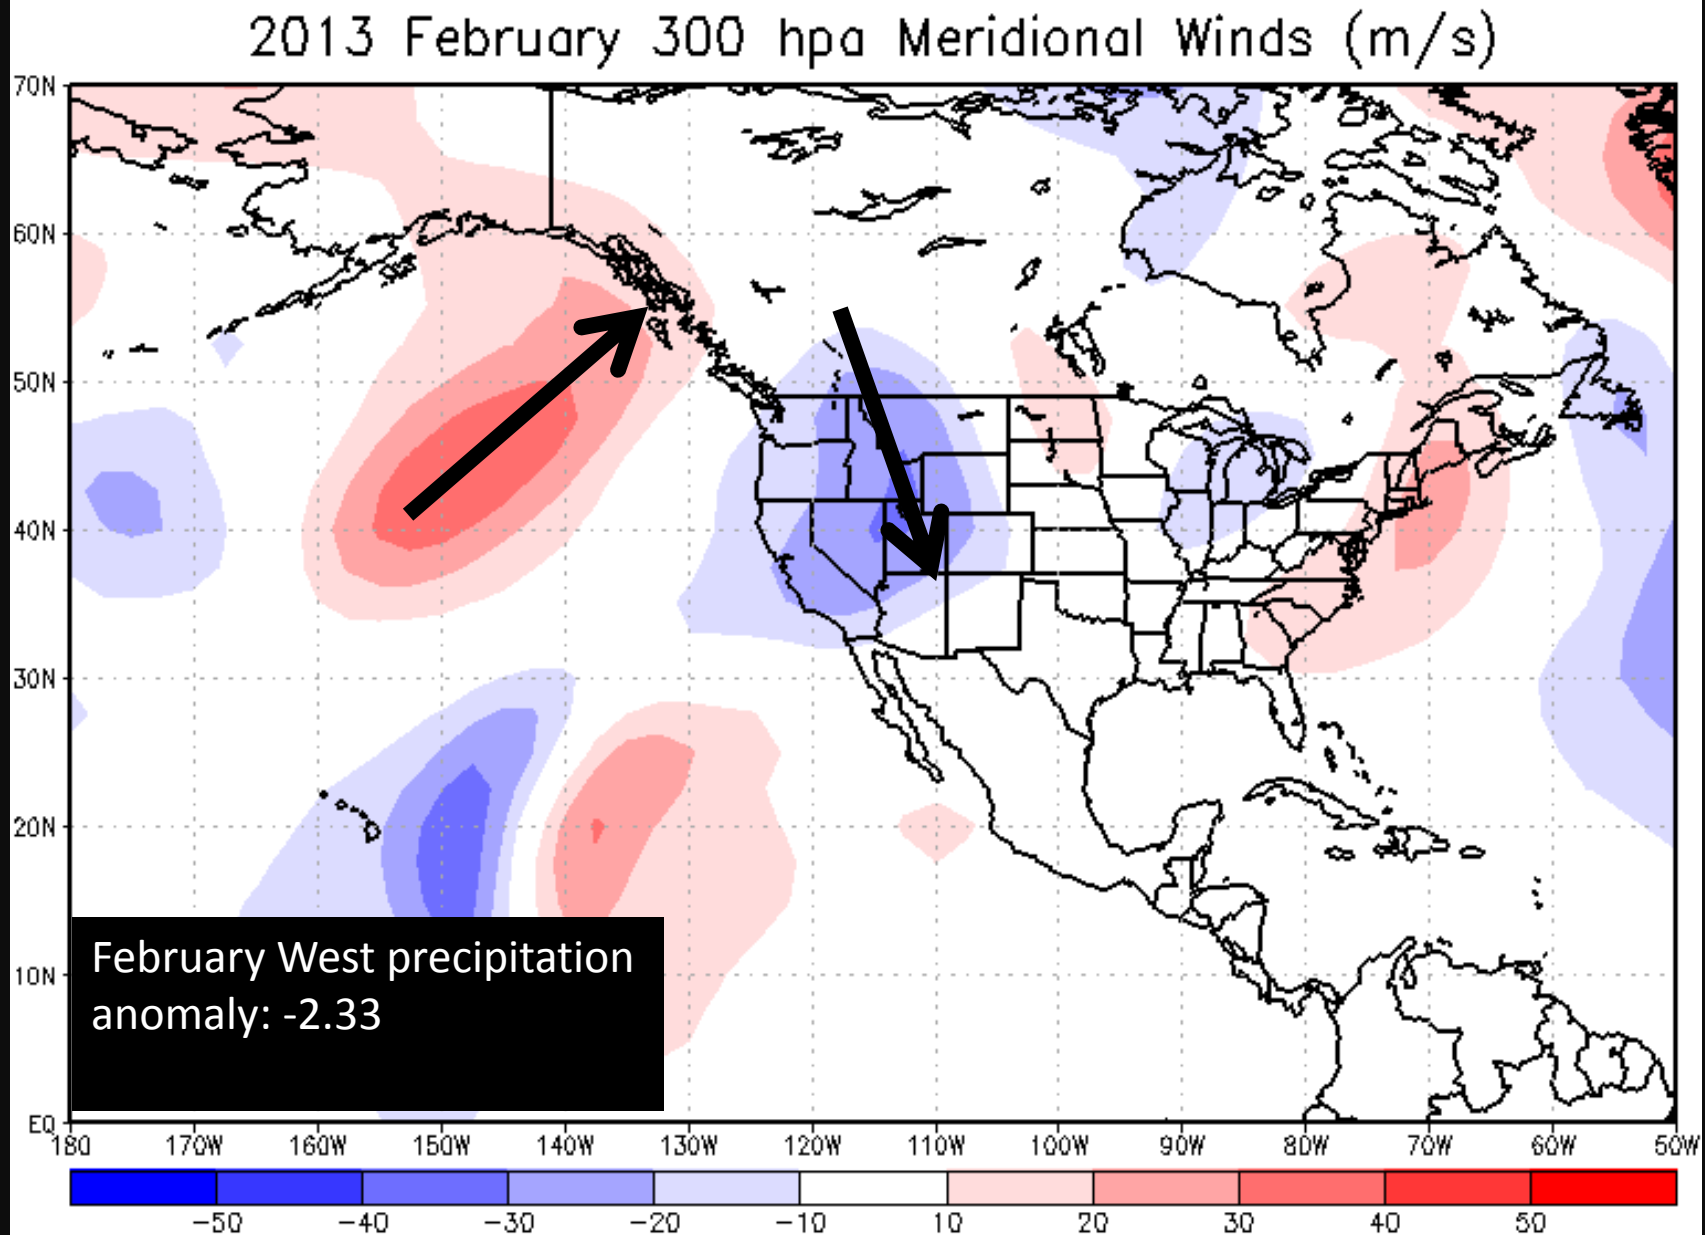 2013 February 300 hpa Meridional Winds (m/s)
70N
60N
50N
40N
30N
20N
10N
EQ
February West precipitation
anomaly: -2.33
180 170W 160W 150W 140W 130W 120W 110W 100W 90W 80W 70W 60W 50W
-50 -40 -30 -20 -10 10 20 30 40 50